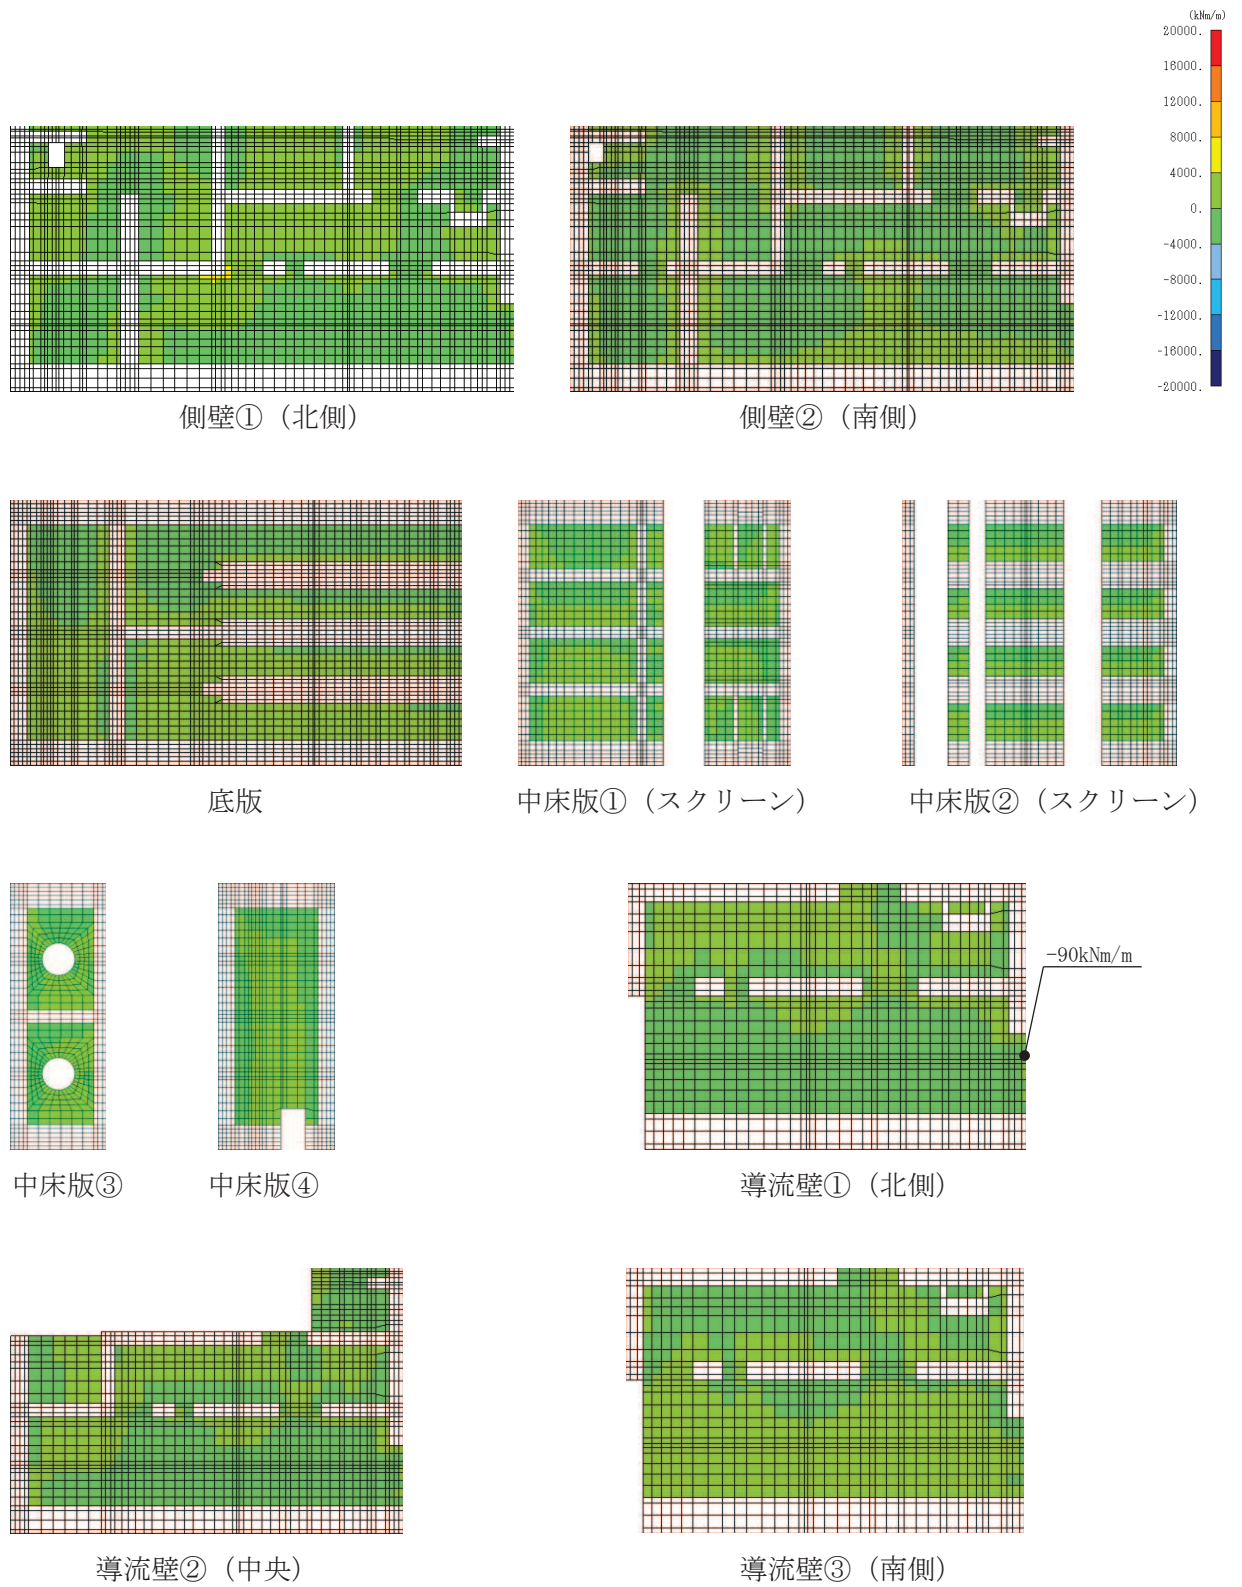 (kNm/m)
20000.
16000.
12000.
8000.
4000.
0.
-4000.
-8000.
-12000.
-16000.
-20000.
側壁①（北側）
側壁②（南側）
底版
中床版①（スクリーン）
中床版②（スクリーン）
-90kNm/m
中床版③
中床版④
導流壁①（北側）
導流壁②（中央）
導流壁③（南側）